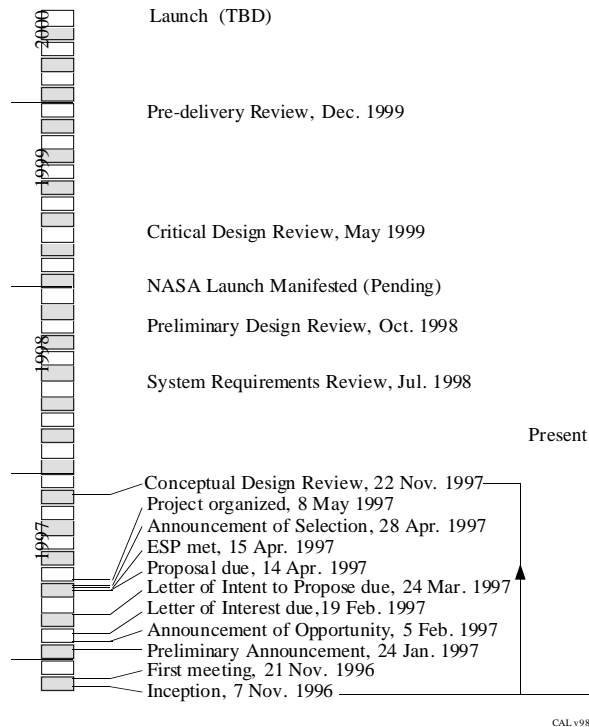 2000
Launch (TBD)
Pre-delivery Review, Dec. 1999
1999
Critical Design Review, May 1999
NASA Launch Manifested (Pending)
Preliminary Design Review, Oct. 1998
1998
System Requirements Review, Jul. 1998
Present
Conceptual Design Review, 22 Nov. 1997
Project organized, 8 May 1997
Announcement of Selection, 28 Apr. 1997
1997
ESP met, 15 Apr. 1997
Proposal due, 14 Apr. 1997
Letter of Intent to Propose due, 24 Mar. 1997
Letter of Interest due,19 Feb. 1997
Announcement of Opportunity, 5 Feb. 1997
Preliminary Announcement, 24 Jan. 1997
First meeting, 21 Nov. 1996
Inception, 7 Nov. 1996
CAL v98